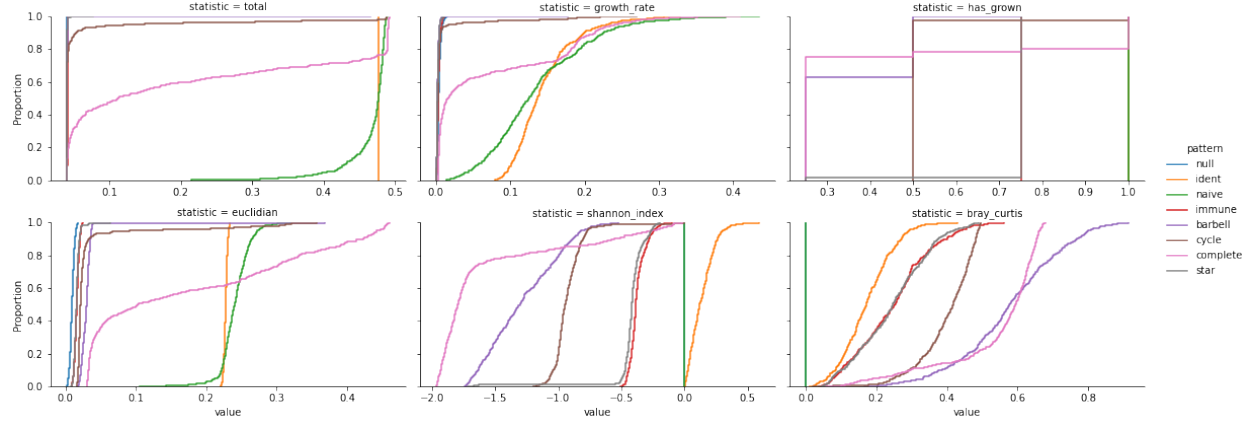 statistic = total
statistic = growth_rate
statistic = has_grown
Proportion
1.0
0.8
0.6
0.4
0.2
0.0
0.1 0.2 0.3 0.4 0.5
0.0 0.1 0.2 0.3 0.4
0.3 0.4 0.5 0.6 0.7 0.8 0.9 1.0
statistic = euclidian
statistic = shannon_index
statistic = bray_curtis
Proportion
1.0
0.8
0.6
0.4
0.2
0.0
0.0 0.1 0.2 0.3 0.4
value
−2.0 −1.5 −1.0 −0.5 0.0 0.5
value
0.0 0.2 0.4 0.6 0.8
value
pattern
null
ident
naive
immune
barbell
cycle
complete
star